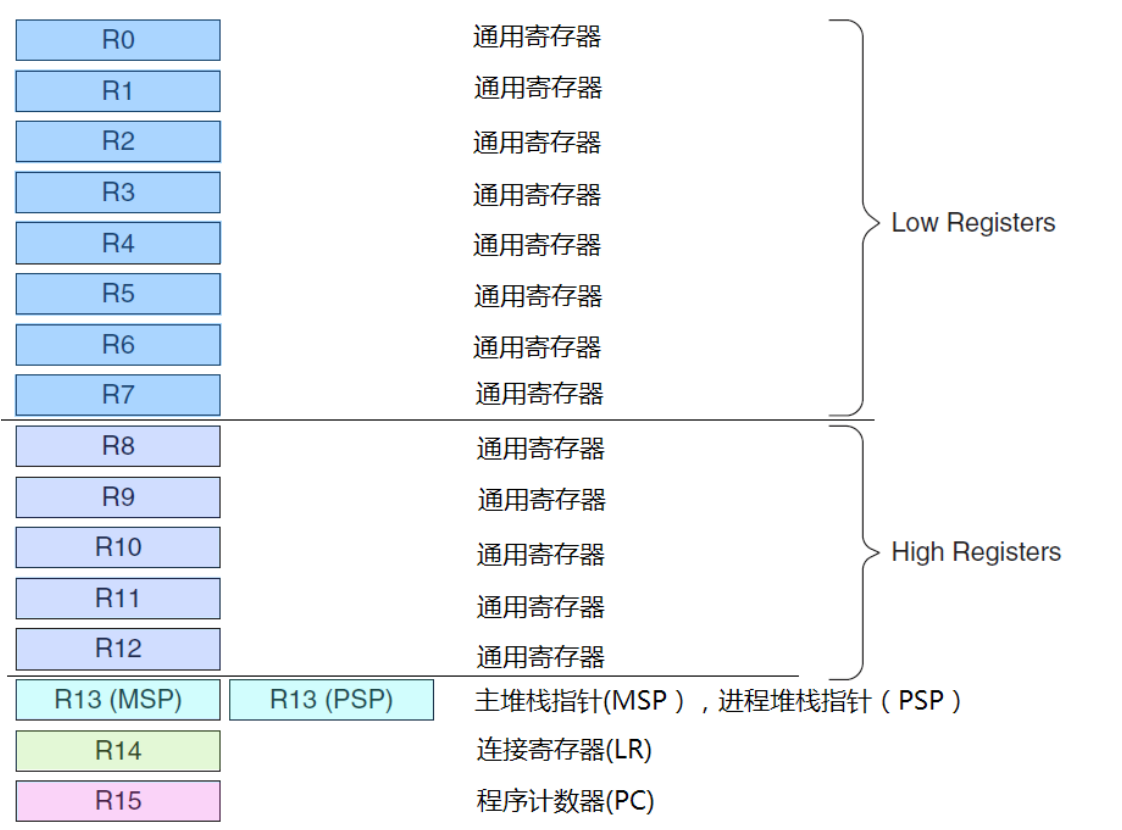 R0 通用寄存器
R1 通用寄存器
R2 通用寄存器
R3 通用寄存器
R4 通用寄存器
Low Registers
R5 通用寄存器
R6 通用寄存器
R7 通用寄存器
R8 通用寄存器
R9 通用寄存器
R10 通用寄存器
High Registers
R11 通用寄存器
R12 通用寄存器
R13 (MSP) R13 (PSP) 主堆栈指针(MSP），进程堆栈指针（PSP）
R14 连接寄存器(LR)
R15 程序计数器(PC)